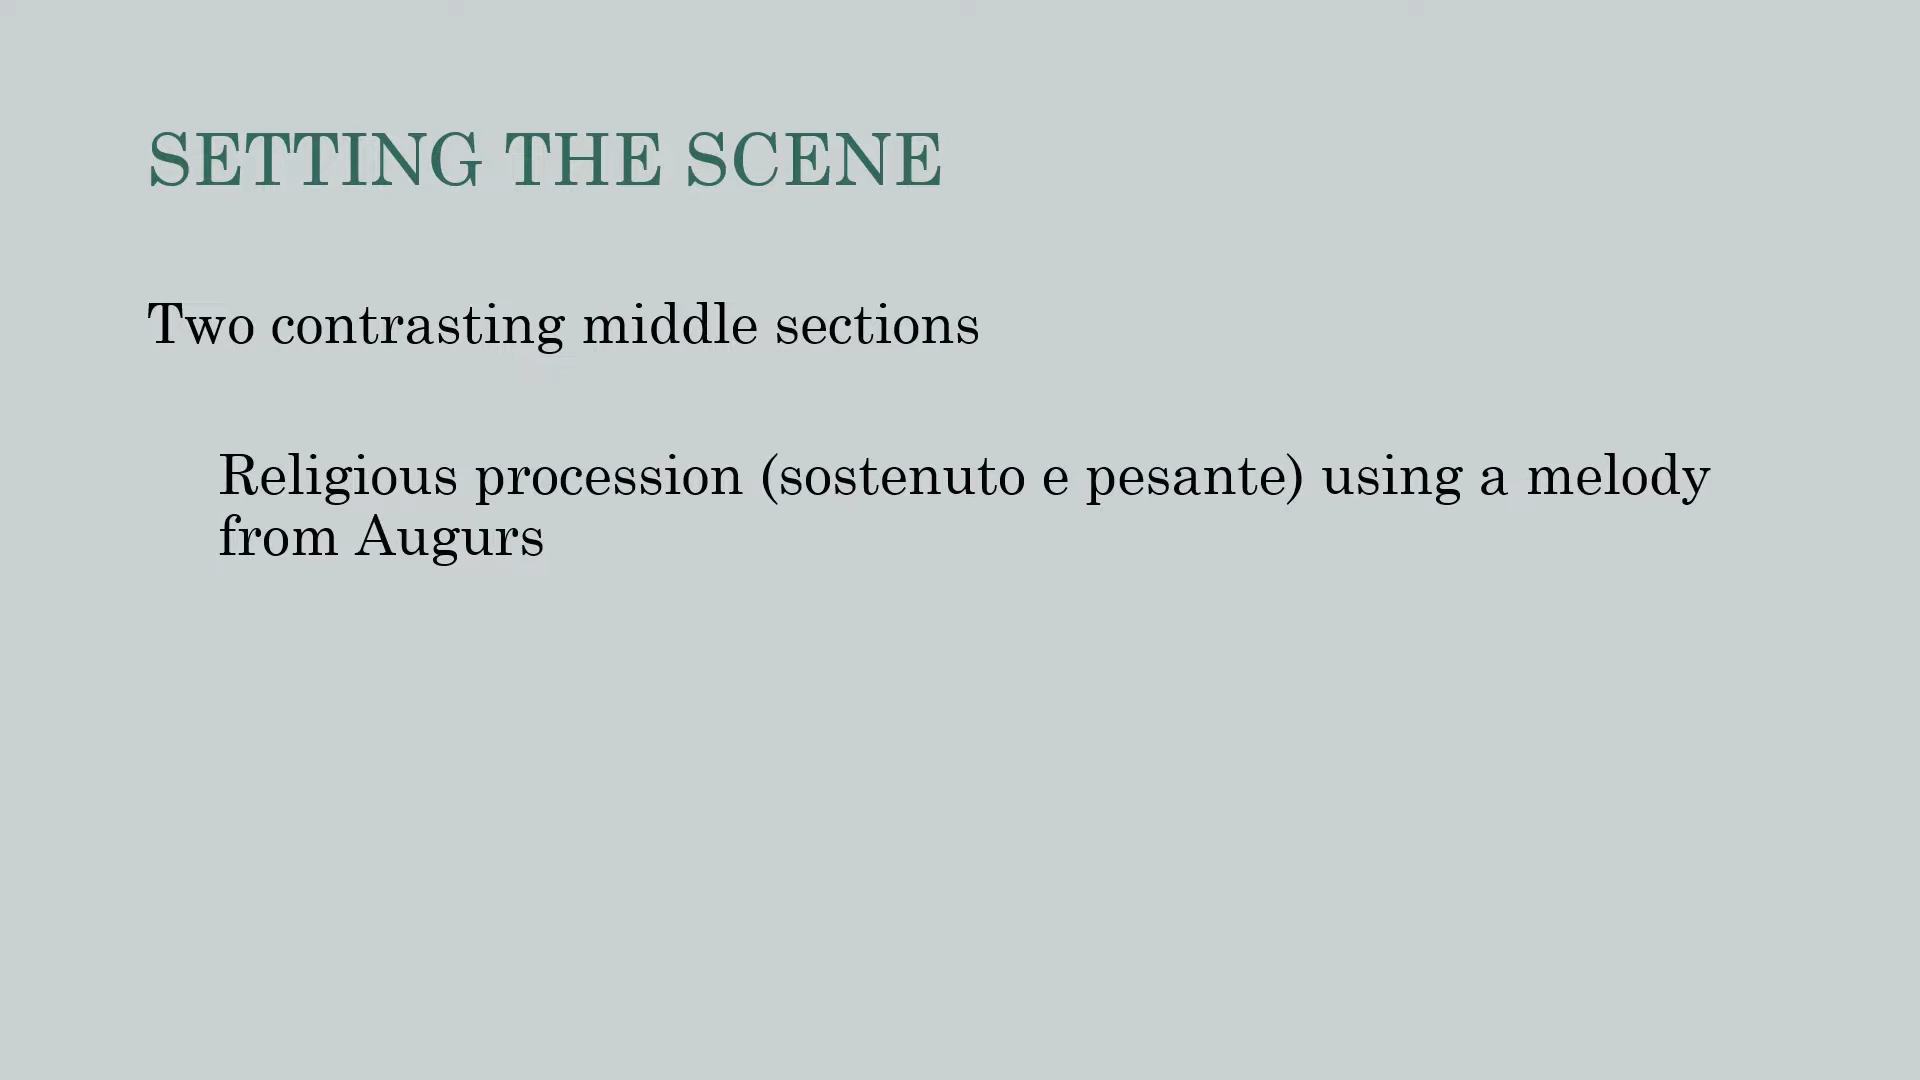 SETTING THE SCENE
Two contrasting middle sections
Religious procession (sostenuto e pesante) using a melody
from Augurs